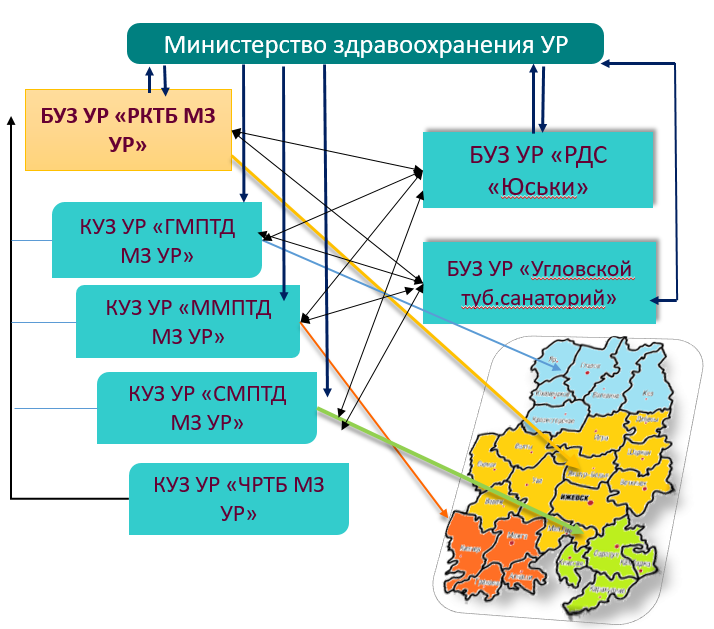 Министерство здравоохранения УР
БУЗ УР «РКТБ МЗ
УР»
БУЗ УР «РДС
«Юськи»
КУЗ УР «ГМПТД
МЗ УР»
БУЗ УР «Угловской
туб.санаторий»
КУЗ УР «ММПТД
МЗ УР»
КУЗ УР «СМПТД
МЗ УР»
КУЗ УР «ЧРТБ МЗ
УР»
ИЖЕВСК